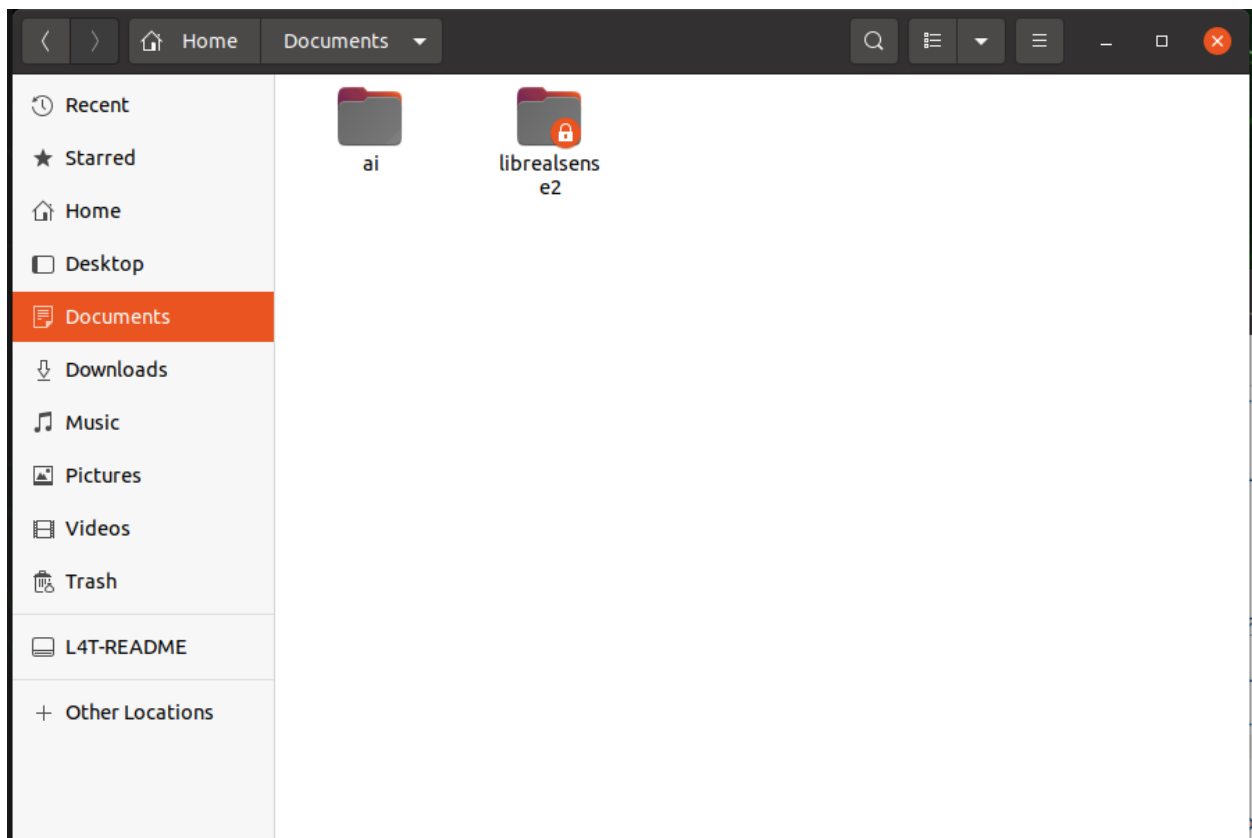 Home Documents
Recent
Starred
Home
Desktop
Documents
Downloads
Music
Pictures
Videos
Trash
L4T-README
Other Locations
ai
librealsens
e2